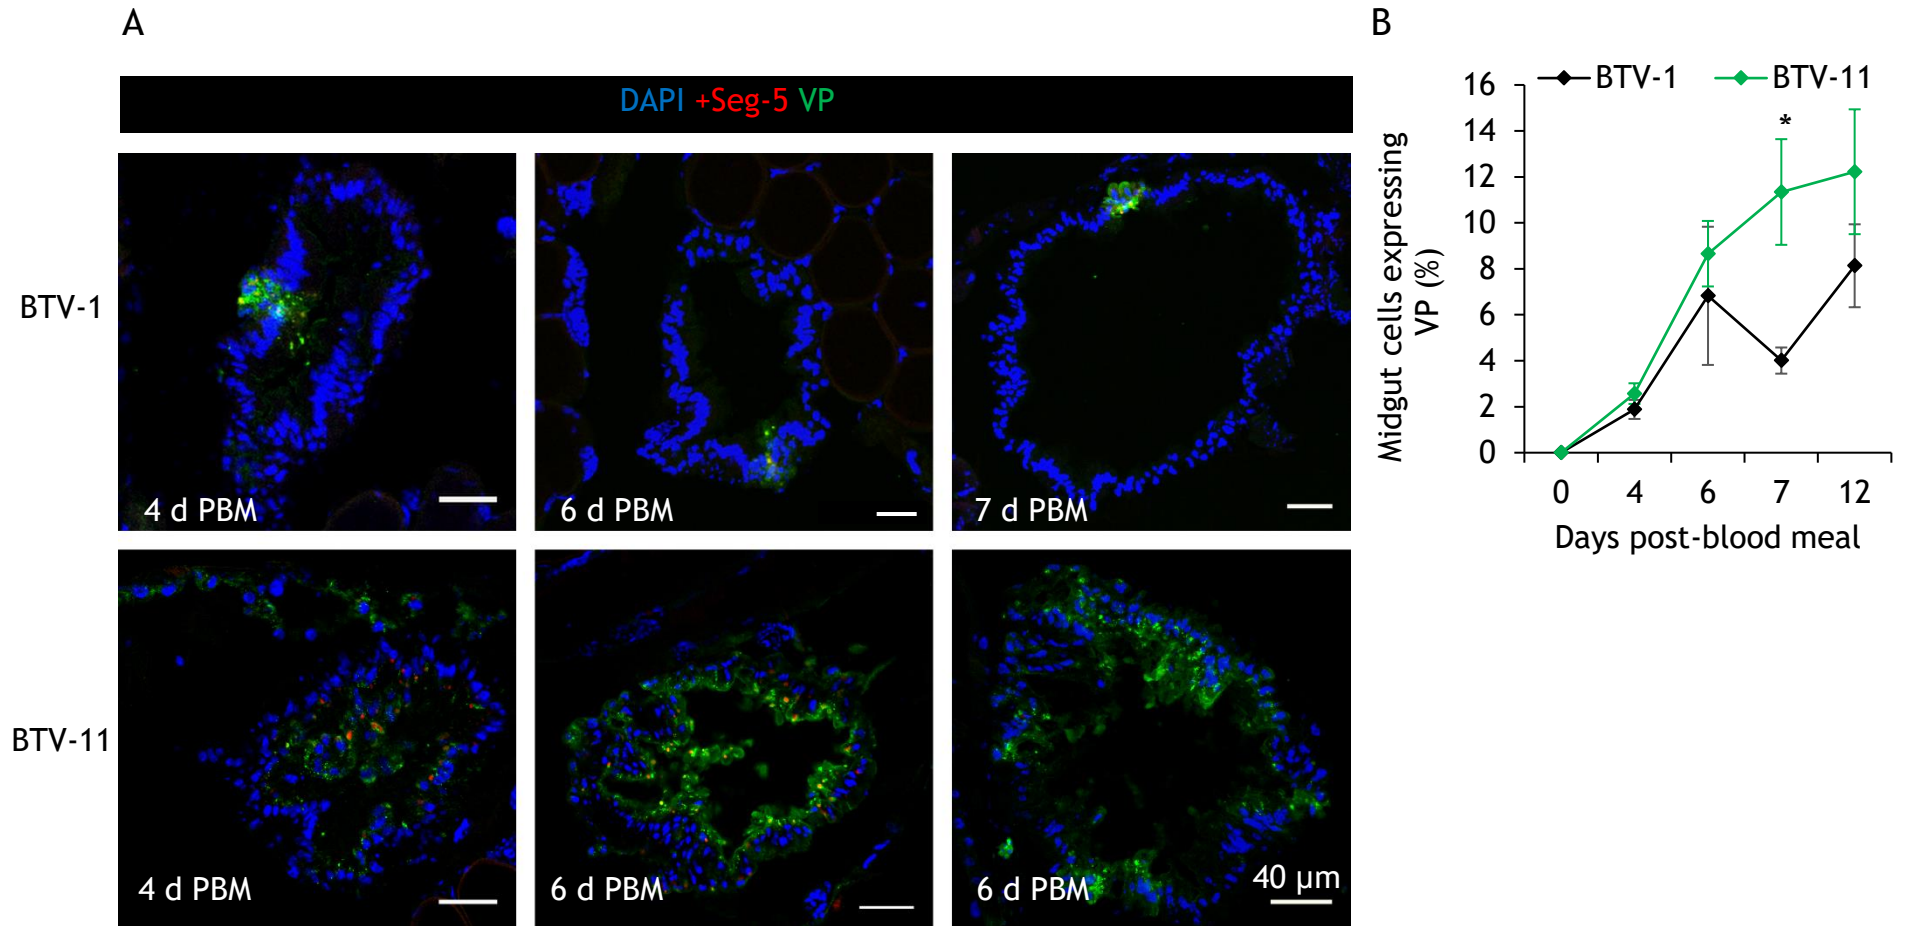 A
DAPI +Seg-5 VP
BTV-1
4 d PBM
6 d PBM
7 d PBM
BTV-11
4 d PBM
6 d PBM
6 d PBM
40 µm
B
BTV-1
BTV-11
16
14
12
10
8
6
4
2
0
*
Midgut cells expressing
VP (%)
0 4 6 7 12
Days post-blood meal